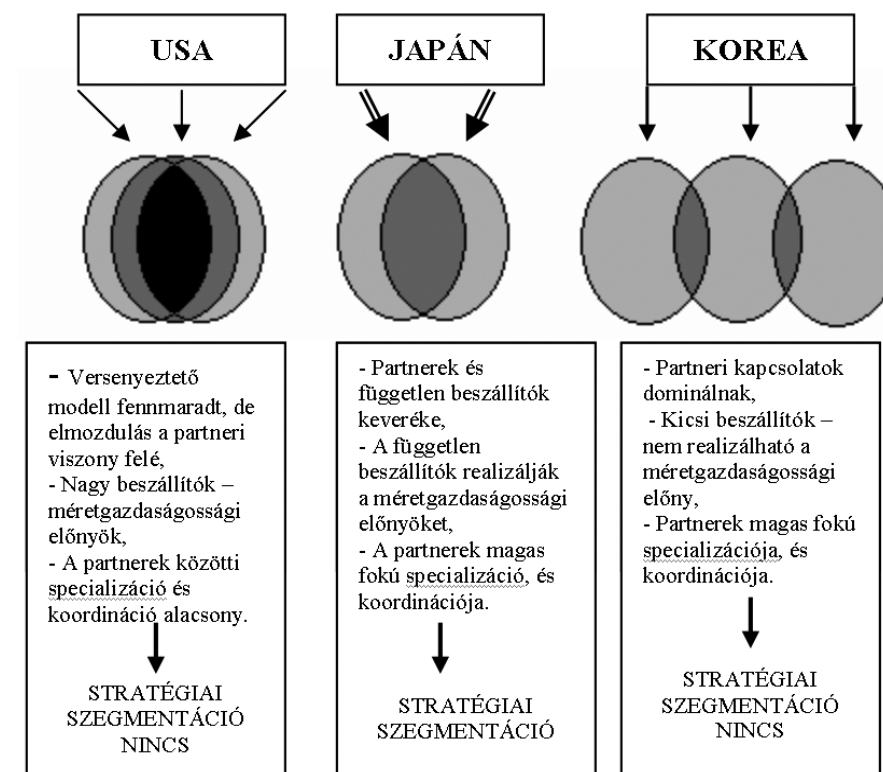 USA
JAPÁN
KOREA
- Versenyeztető
modell fennmaradt, de
elmozdulás a partneri
viszony felé,
- Nagy beszállítók –
méretgazdaságossági
előnyök,
- A partnerek közötti
specializáció és
koordináció alacsony.
STRATÉGIAI
SZEGMENTÁCIÓ
NINCS
- Partnerek és
független beszállítók
keveréke,
- A független
beszállítók realizálják
a méretgazdaságossági
előnyöket,
- A partnerek magas
fokú specializáció, és
koordinációja.
STRATÉGIAI
SZEGMENTÁCIÓ
- Partneri kapcsolatok
dominálnak,
- Kicsi beszállítók –
nem realizálható a
méretgazdaságossági
előny,
- Partnerek magas fokú
specializációja, és
koordinációja.
STRATÉGIAI
SZEGMENTÁCIÓ
NINCS